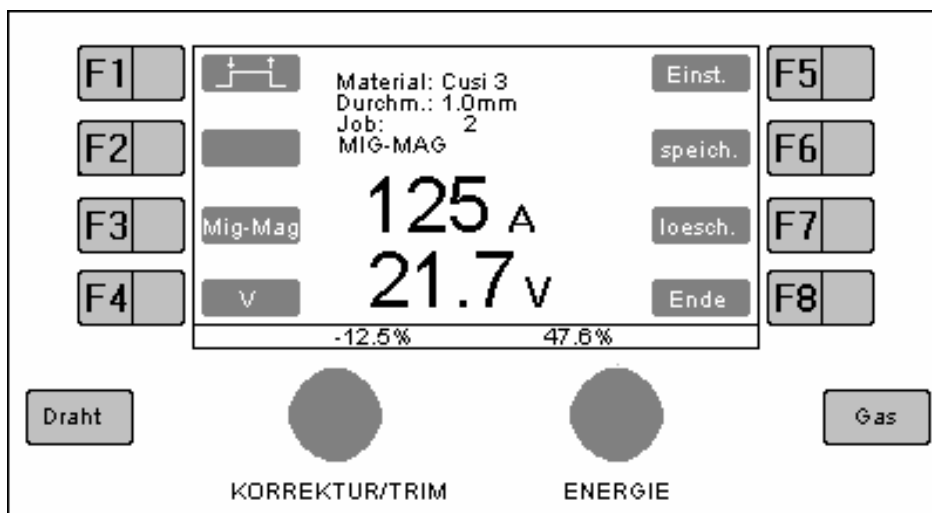 F1
F2
F3
F4
Mig-Mag
V
Material: Cusi 3
Durchm.: 1.0mm
Job: 2
MIG-MAG
125 A
21.7 V
-12.5% 47.6%
Einst.
speich.
loesch.
Ende
F5
F6
F7
F8
Draht
Gas
KORREKTUR/TRIM ENERGIE